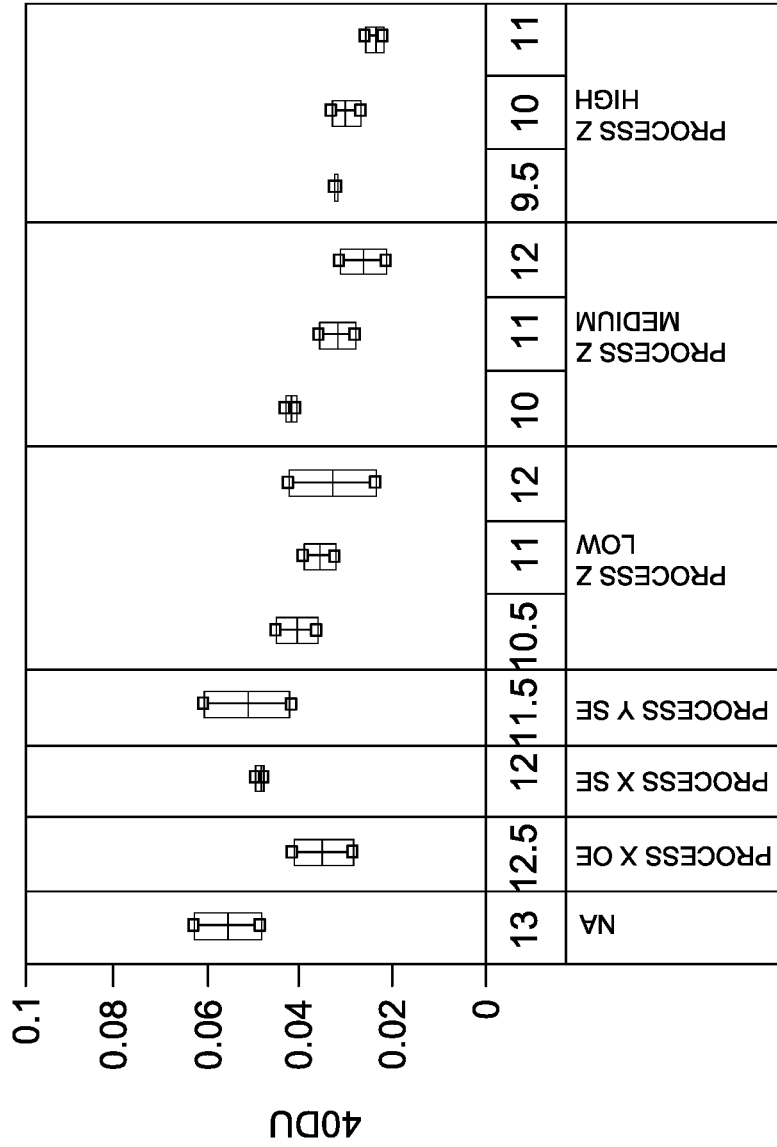 40DU
0.1
0.08
0.06
0.04
0.02
0
13
12.5
12
11.5
10.5
11
12
10
11
12
9.5
10
11
NA
PROCESS X OE
PROCESS X SE
PROCESS Y SE
PROCESS Z
LOW
PROCESS Z
MEDIUM
PROCESS Z
HIGH